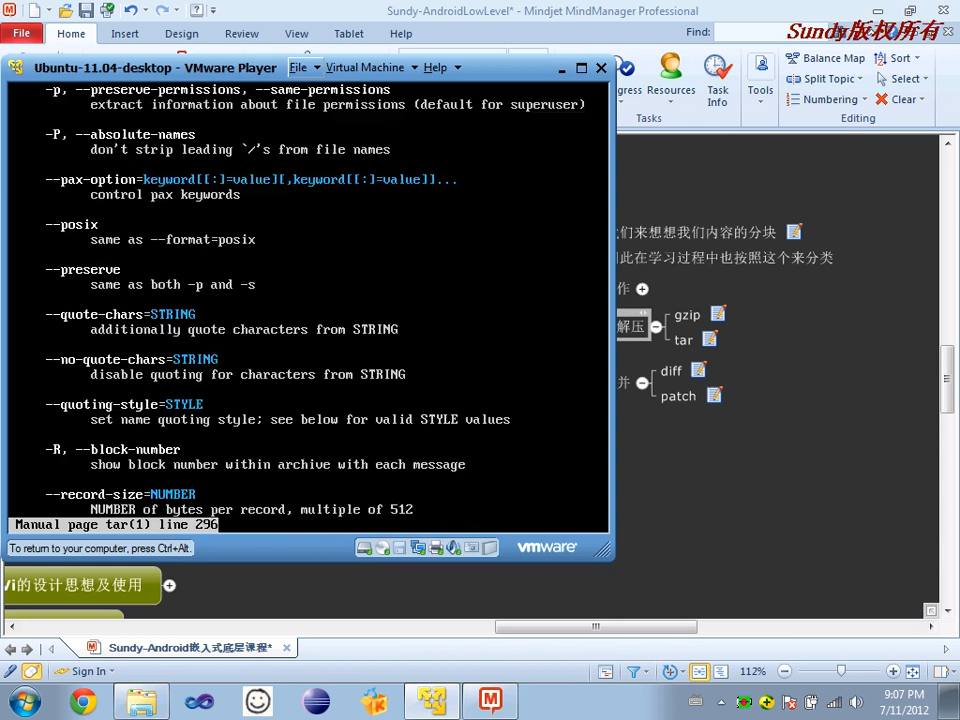 Sundy-AndroidLowLevel* - Mindjet MindManager Professional
File Home Insert Design Review View Tablet Help Find:
Sundy版权所有
Ubuntu-11.04-desktop - VMware Player File Virtual Machine Help
Resources Task Info Tools
Tasks
Balance Map Sort
Split Topic Select
Numbering Clear
Editing
-p, --preserve-permissions, --same-permissions
extract information about file permissions (default for superuser)
-P, --absolute-names
don't strip leading `/'s from file names
--pax-option=keyword[[:]=value][,keyword[[:]=value]]...
control pax keywords
--posix
same as --format=posix
--preserve
same as both -p and -s
--quote-chars=STRING
additionally quote characters from STRING
--no-quote-chars=STRING
disable quoting for characters from STRING
--quoting-style=STYLE
set name quoting style; see below for valid STYLE values
-R, --block-number
show block number within archive with each message
--record-size=NUMBER
NUMBER of bytes per record, multiple of 512
Manual page tar(1) line 296
To return to your computer, press Ctrl+Alt.
vmware
们来想想我们内容的分块
此在学习过程中也按照这个来分类
作
解压
gzip
tar
并
diff
patch
Vi的设计思想及使用
Sundy-Android嵌入式底层课程*
Sign In
112%
9:07 PM
7/11/2012